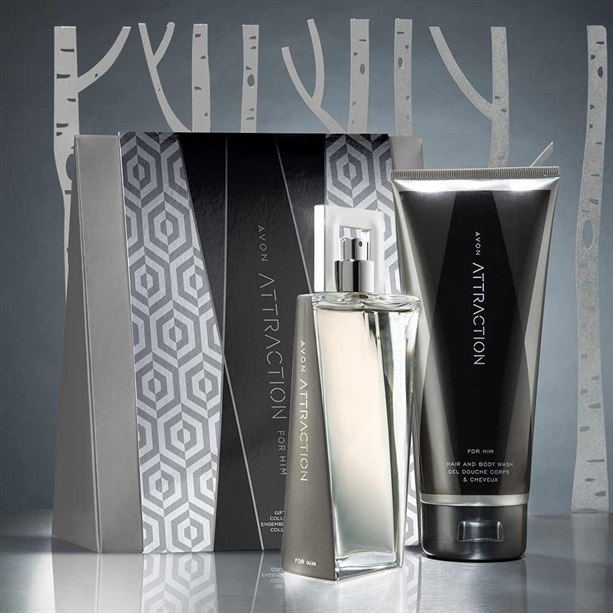 AVON
ATTRACTION
FOR HIM
AVON
ATTRACTION
FOR HIM
AVON
ATTRACTION
FOR HIM
HAIR AND BODY WASH
GEL DOUCHE CORPS
& CHEVEUX